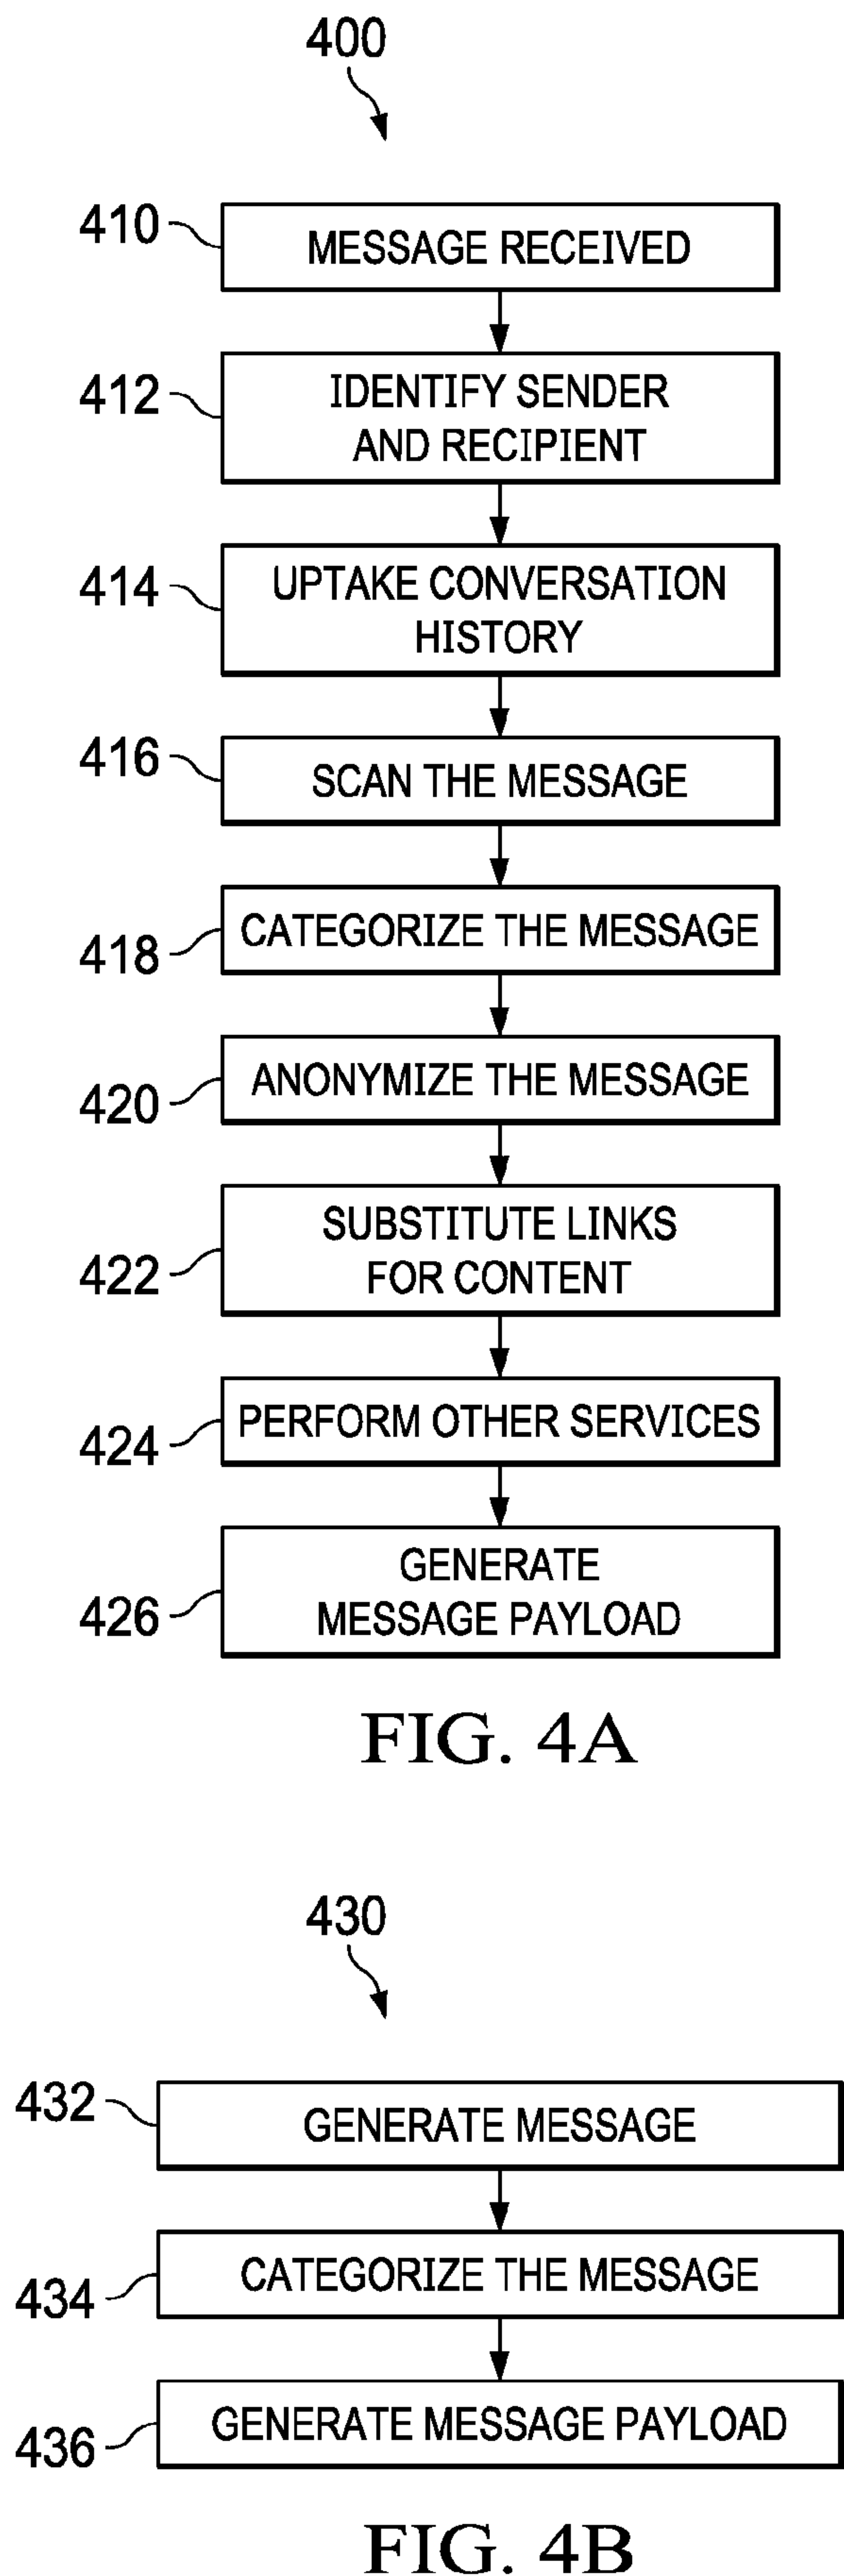 400
410
MESSAGE RECEIVED
412
IDENTIFY SENDER
AND RECIPIENT
414
UPTAKE CONVERSATION
HISTORY
416
SCAN THE MESSAGE
418
CATEGORIZE THE MESSAGE
420
ANONYMIZE THE MESSAGE
422
SUBSTITUTE LINKS
FOR CONTENT
424
PERFORM OTHER SERVICES
426
GENERATE
MESSAGE PAYLOAD
FIG. 4A
430
432
GENERATE MESSAGE
434
CATEGORIZE THE MESSAGE
436
GENERATE MESSAGE PAYLOAD
FIG. 4B